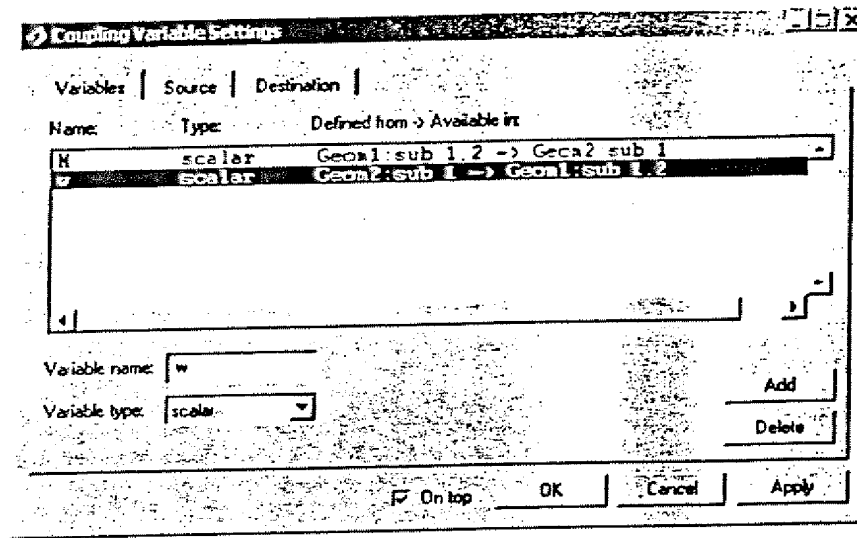 Coupling Variable Settings
Variables Source Destination
Name: Type: Defined from -> Available in:
M scalar Geom1:sub 1,2 -> Geom2 sub 1
w scalar Geom2:sub 1 -> Geom1:sub 1,2
Variable name: w
Variable type: scalar
Add
Delete
On top OK Cancel Apply